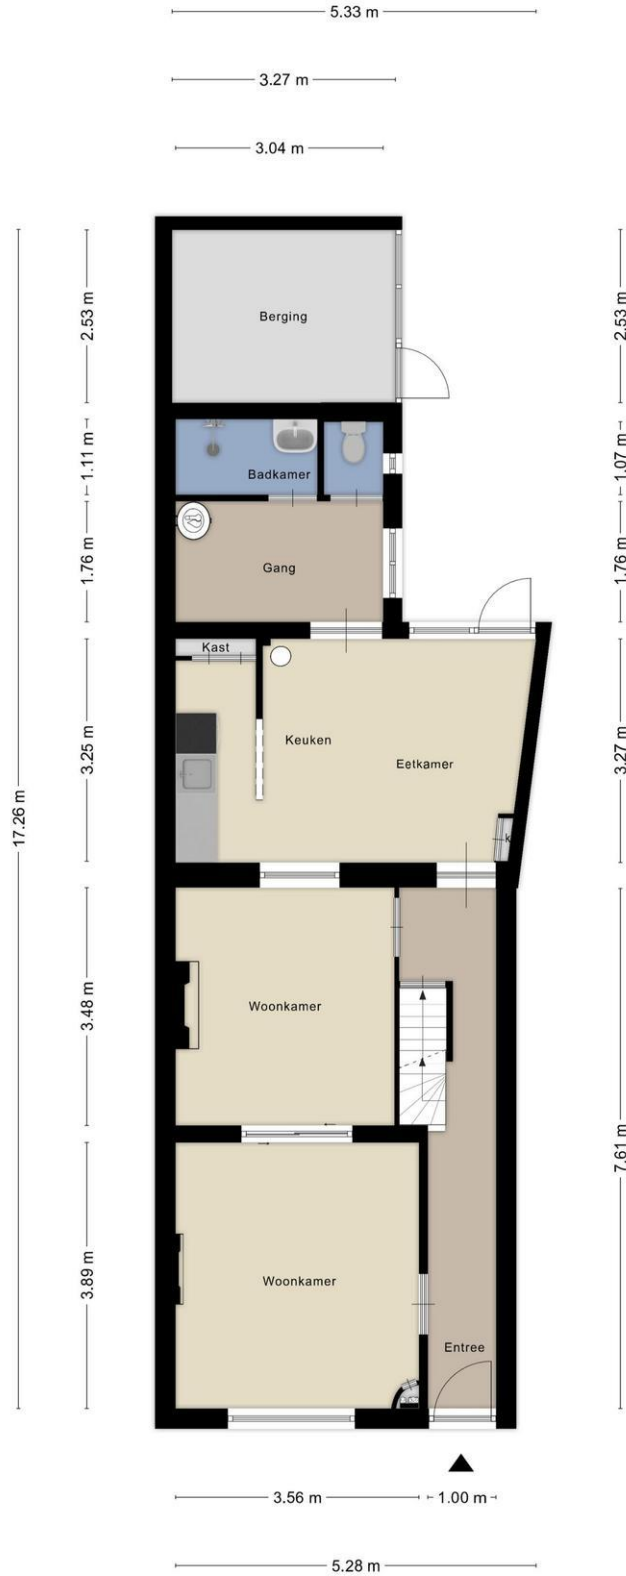 5.33 m
3.27 m
3.04 m
2.53 m
2.53 m
Berging
1.11 m
1.07 m
Badkamer
1.76 m
1.76 m
Gang
Kast
3.25 m
3.27 m
Keuken
Eetkamer
17.26 m
k
3.48 m
Woonkamer
7.61 m
3.89 m
Woonkamer
Entree
3.56 m
1.00 m
5.28 m